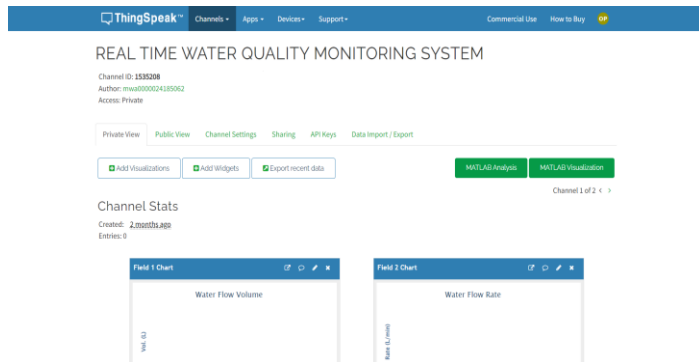 ThingSpeak™ Channels Apps Devices Support Commercial Use How to Buy OP
REAL TIME WATER QUALITY MONITORING SYSTEM
Channel ID: 1535208
Author: mwa0000024185062
Access: Private
Private View Public View Channel Settings Sharing API Keys Data Import / Export
Add Visualizations Add Widgets Export recent data MATLAB Analysis MATLAB Visualization
Channel 1 of 2 < >
Channel Stats
Created: 2 months ago
Entries: 0
Field 1 Chart Field 2 Chart
Water Flow Volume Water Flow Rate
Vol. (L) Rate (L/min)